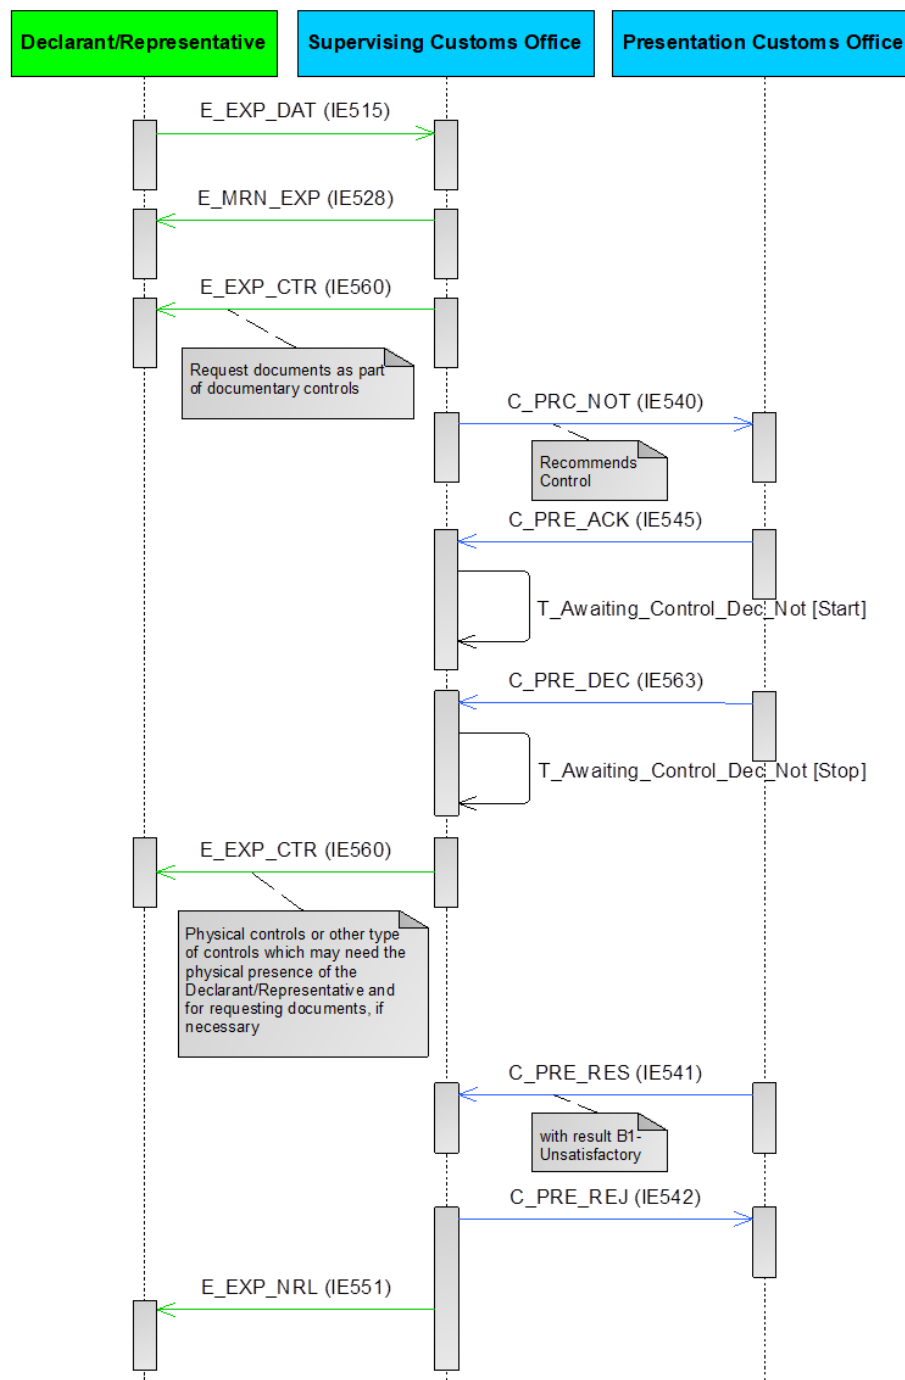 Declarant/Representative
Supervising Customs Office
Presentation Customs Office
E_EXP_DAT (IE515)
E_MRN_EXP (IE528)
E_EXP_CTR (IE560)
Request documents as part
of documentary controls
C_PRC_NOT (IE540)
Recommends
Control
C_PRE_ACK (IE545)
T_Awaiting_Control_Dec_Not [Start]
C_PRE_DEC (IE563)
T_Awaiting_Control_Dec_Not [Stop]
E_EXP_CTR (IE560)
Physical controls or other type
of controls which may need the
physical presence of the
Declarant/Representative and
for requesting documents, if
necessary
C_PRE_RES (IE541)
with result B1-
Unsatisfactory
C_PRE_REJ (IE542)
E_EXP_NRL (IE551)